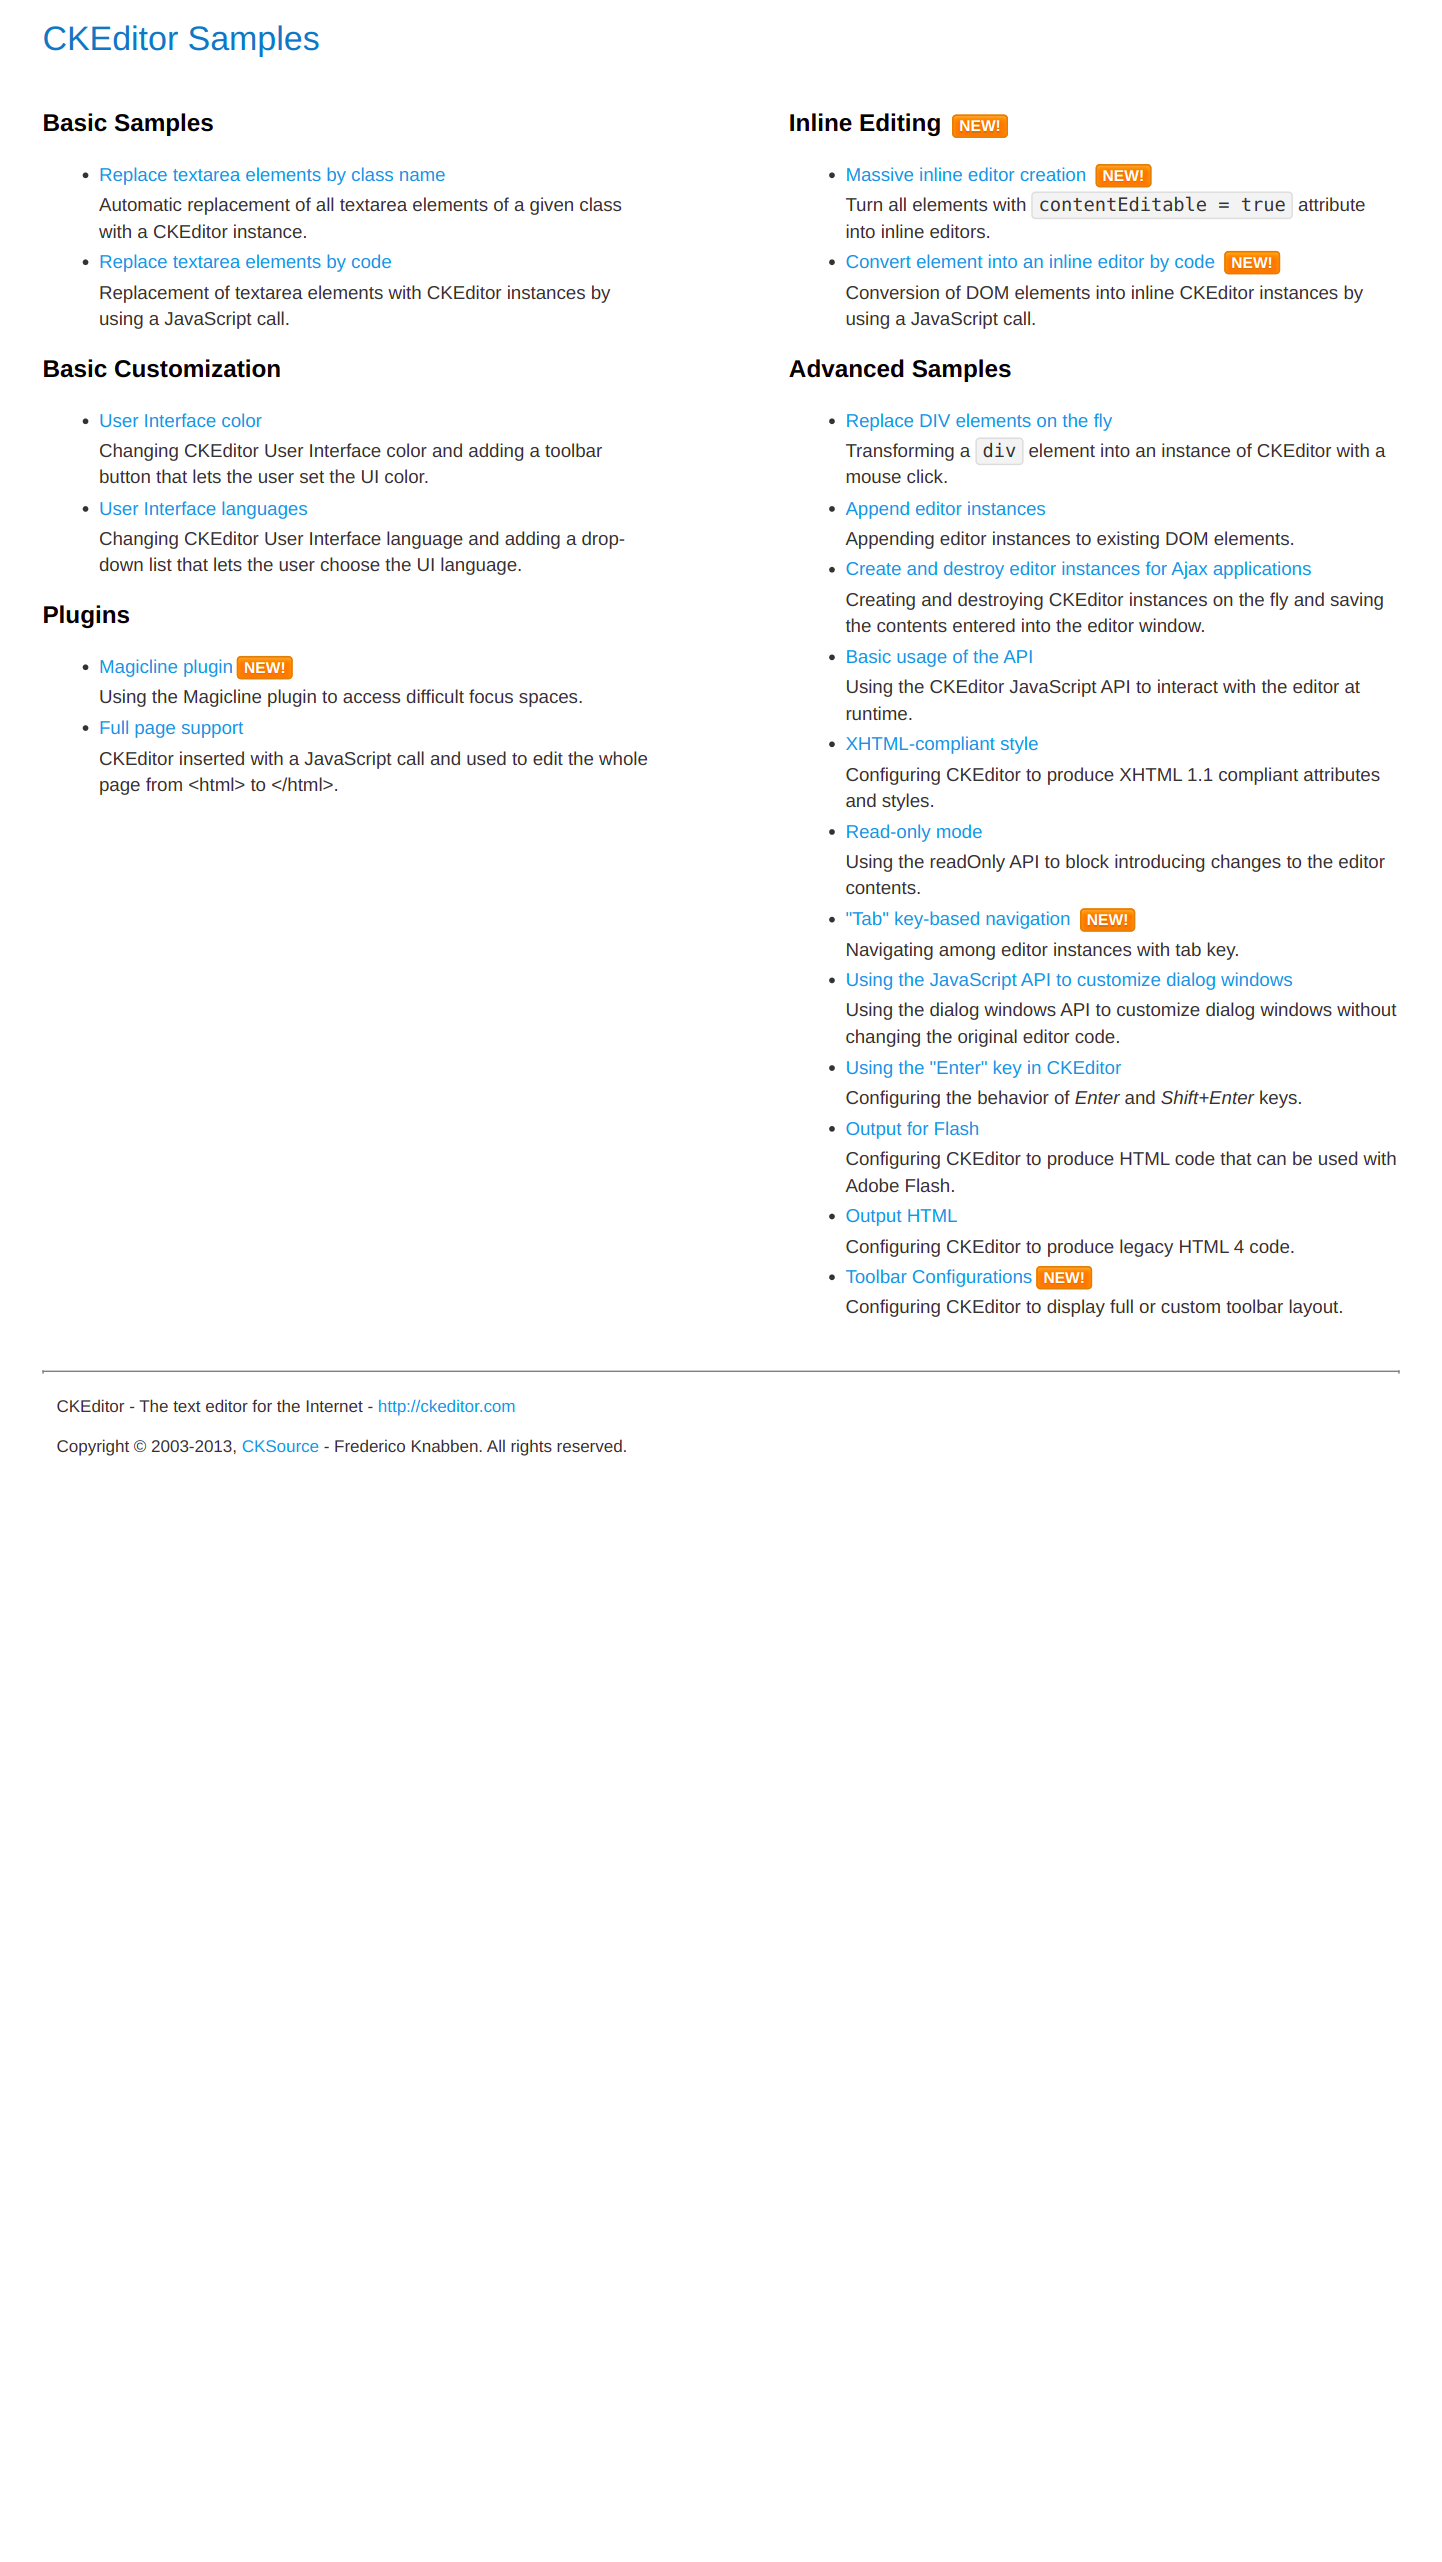 CKEditor Samples
Basic Samples
Replace textarea elements by class name
Automatic replacement of all textarea elements of a given class
with a CKEditor instance.
Replace textarea elements by code
Replacement of textarea elements with CKEditor instances by
using a JavaScript call.
Basic Customization
User Interface color
Changing CKEditor User Interface color and adding a toolbar
button that lets the user set the UI color.
User Interface languages
Changing CKEditor User Interface language and adding a drop-
down list that lets the user choose the UI language.
Plugins
Magicline plugin NEW!
Using the Magicline plugin to access difficult focus spaces.
Full page support
CKEditor inserted with a JavaScript call and used to edit the whole
page from <html> to </html>.
Inline Editing NEW!
Massive inline editor creation NEW!
Turn all elements with contentEditable = true attribute
into inline editors.
Convert element into an inline editor by code NEW!
Conversion of DOM elements into inline CKEditor instances by
using a JavaScript call.
Advanced Samples
Replace DIV elements on the fly
Transforming a div element into an instance of CKEditor with a
mouse click.
Append editor instances
Appending editor instances to existing DOM elements.
Create and destroy editor instances for Ajax applications
Creating and destroying CKEditor instances on the fly and saving
the contents entered into the editor window.
Basic usage of the API
Using the CKEditor JavaScript API to interact with the editor at
runtime.
XHTML-compliant style
Configuring CKEditor to produce XHTML 1.1 compliant attributes
and styles.
Read-only mode
Using the readOnly API to block introducing changes to the editor
contents.
"Tab" key-based navigation NEW!
Navigating among editor instances with tab key.
Using the JavaScript API to customize dialog windows
Using the dialog windows API to customize dialog windows without
changing the original editor code.
Using the "Enter" key in CKEditor
Configuring the behavior of Enter and Shift+Enter keys.
Output for Flash
Configuring CKEditor to produce HTML code that can be used with
Adobe Flash.
Output HTML
Configuring CKEditor to produce legacy HTML 4 code.
Toolbar Configurations NEW!
Configuring CKEditor to display full or custom toolbar layout.
CKEditor - The text editor for the Internet - http://ckeditor.com
Copyright © 2003-2013, CKSource - Frederico Knabben. All rights reserved.